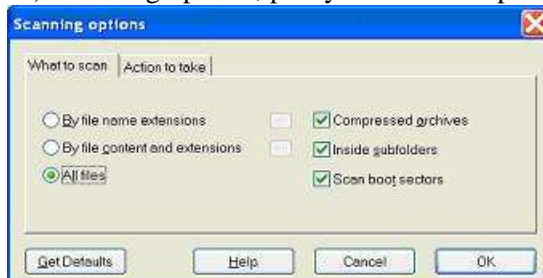 Scanning options
What to scan Action to take
By file name extensions ... Compressed archives
By file content and extensions ... Inside subfolders
All files Scan boot sectors
Get Defaults Help Cancel OK